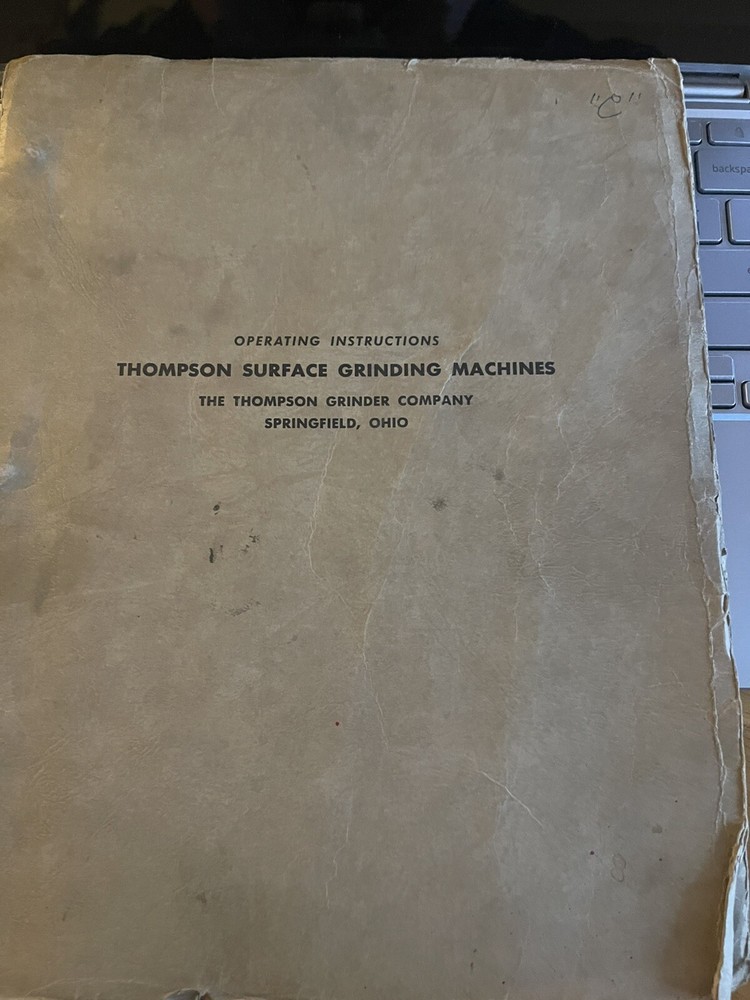 "C"
backspa
OPERATING INSTRUCTIONS
THOMPSON SURFACE GRINDING MACHINES
THE THOMPSON GRINDER COMPANY
SPRINGFIELD, OHIO